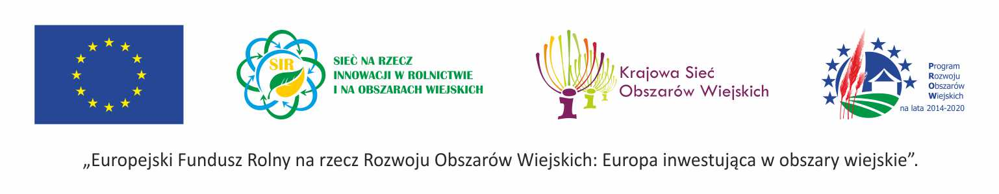 SIR
SIEĆ NA RZECZ
INNOWACJI W ROLNICTWIE
I NA OBSZARACH WIEJSKICH
Krajowa Sieć
Obszarów Wiejskich
Program
Rozwoju
Obszarów
Wiejskich
na lata 2014-2020
„Europejski Fundusz Rolny na rzecz Rozwoju Obszarów Wiejskich: Europa inwestująca w obszary wiejskie”.